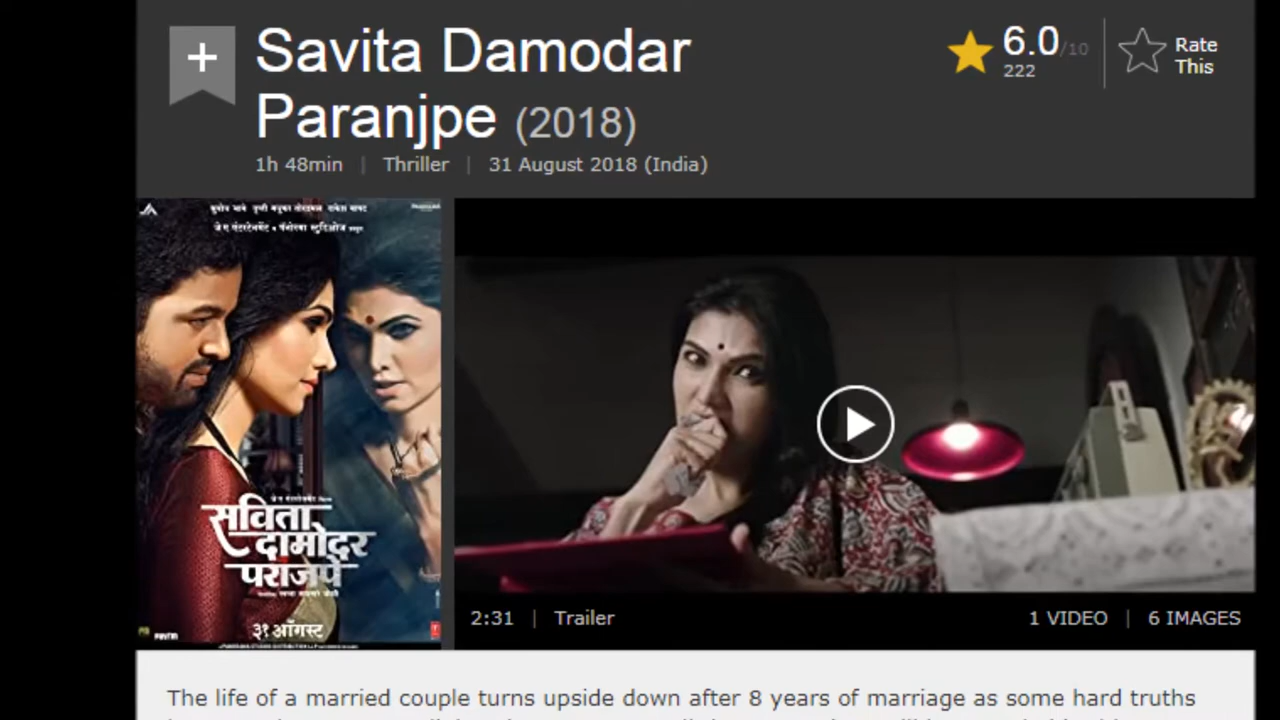 Savita Damodar
Paranjpe (2018)
6.0/10
222
Rate
This
1h 48min | Thriller | 31 August 2018 (India)
सविता
दामोदर
परांजपे
३१ ऑगस्ट
2:31 | Trailer
1 VIDEO | 6 IMAGES
The life of a married couple turns upside down after 8 years of marriage as some hard truths